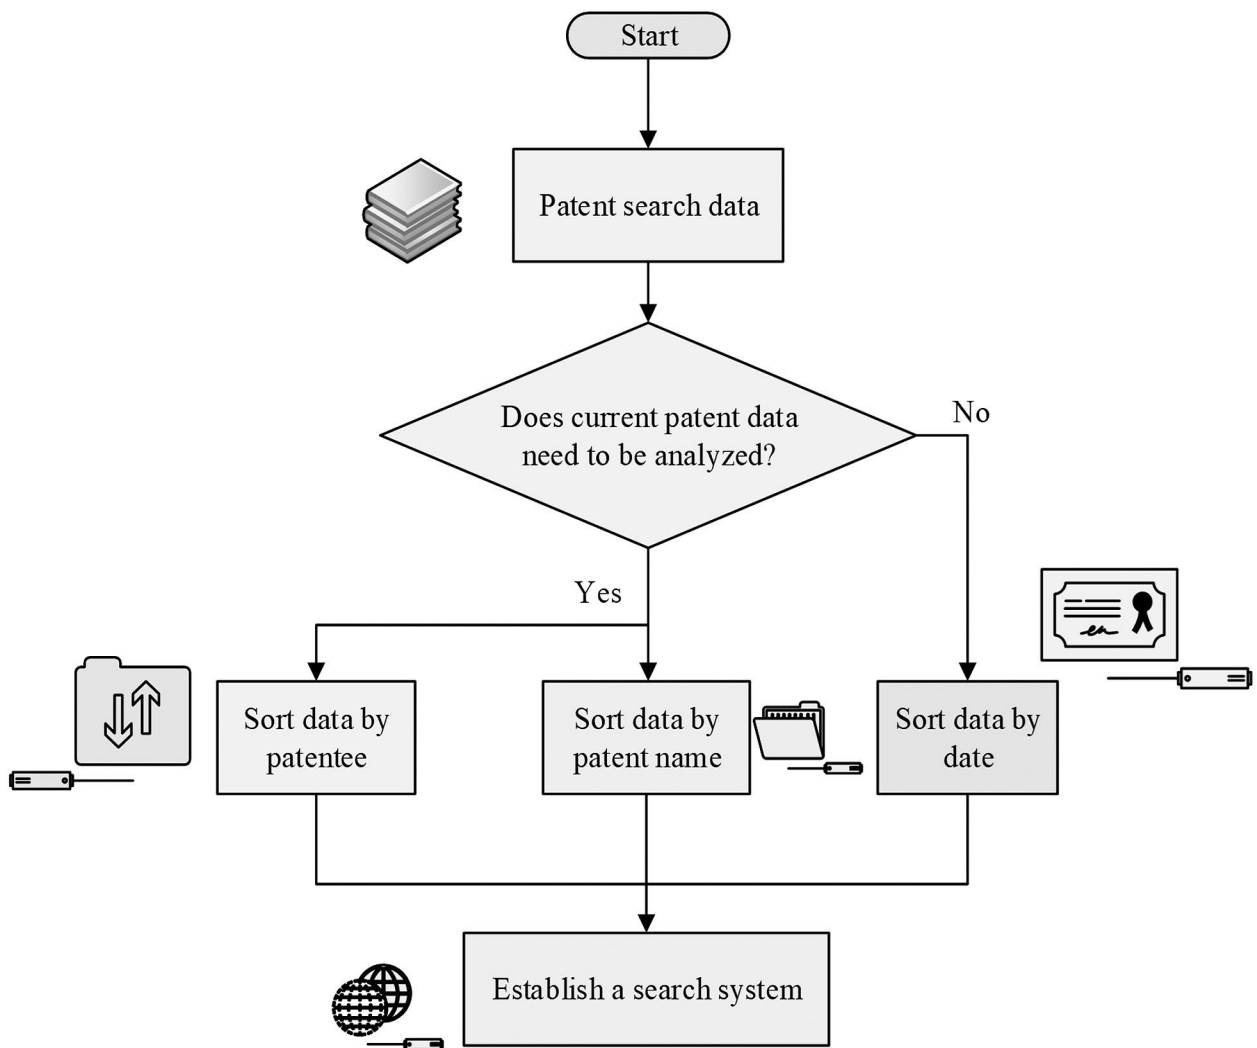 Start
Patent search data
Does current patent data
need to be analyzed?
No
Yes
Sort data by
patentee
Sort data by
patent name
Sort data by
date
Establish a search system